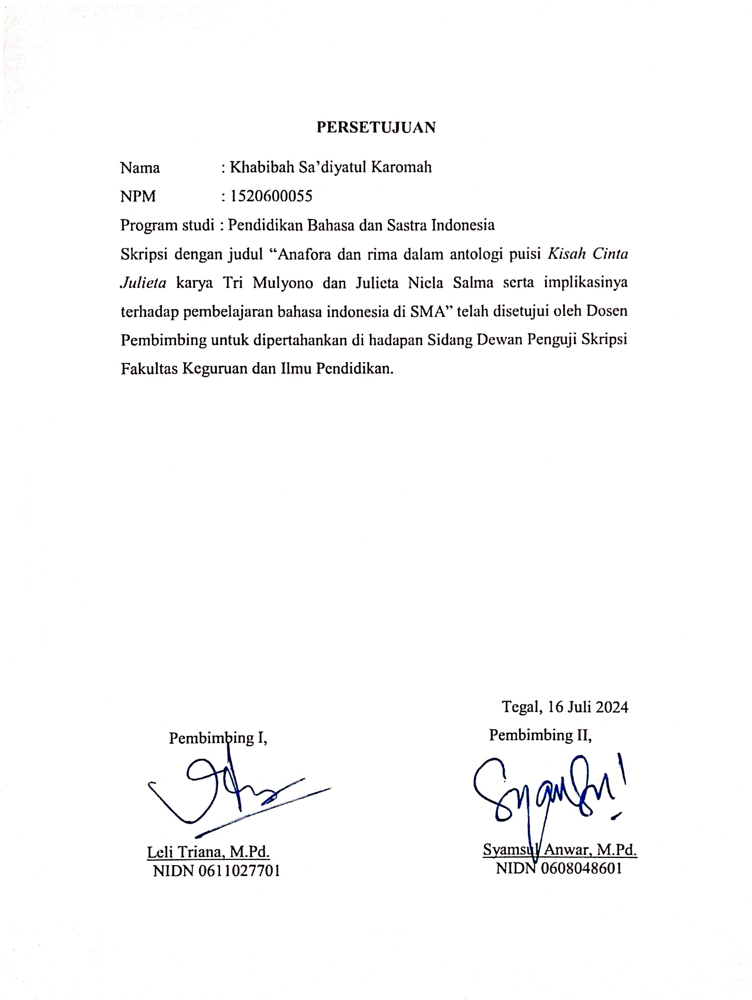 PERSETUJUAN
Nama : Khabibah Sa’diyatul Karomah
NPM : 1520600055
Program studi : Pendidikan Bahasa dan Sastra Indonesia
Skripsi dengan judul “Anafora dan rima dalam antologi puisi Kisah Cinta
Julieta karya Tri Mulyono dan Julieta Niela Salma serta implikasinya
terhadap pembelajaran bahasa indonesia di SMA” telah disetujui oleh Dosen
Pembimbing untuk dipertahankan di hadapan Sidang Dewan Penguji Skripsi
Fakultas Keguruan dan Ilmu Pendidikan.
Tegal, 16 Juli 2024
Pembimbing I, Pembimbing II,
Leli Triana, M.Pd. Syamsul Anwar, M.Pd.
NIDN 0611027701 NIDN 0608048601